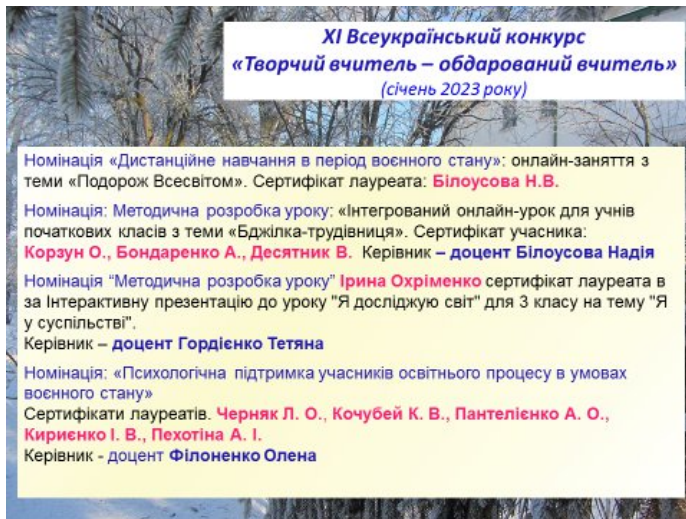 XI Всеукраїнський конкурс
«Творчий вчитель – обдарований вчитель»
(січень 2023 року)
Номінація «Дистанційне навчання в період воєнного стану»: онлайн-заняття з
теми «Подорож Всесвітом». Сертифікат лауреата: Білоусова Н.В.
Номінація: Методична розробка уроку: «Інтегрований онлайн-урок для учнів
початкових класів з теми «Бджілка-трудівниця». Сертифікат учасника:
Корзун О., Бондаренко А., Десятник В. Керівник – доцент Білоусова Надія
Номінація “Методична розробка уроку” Ірина Охріменко сертифікат лауреата в
за Інтерактивну презентацію до уроку "Я досліджую світ" для 3 класу на тему "Я
у суспільстві".
Керівник – доцент Гордієнко Тетяна
Номінація: «Психологічна підтримка учасників освітнього процесу в умовах
воєнного стану»
Сертифікати лауреатів. Черняк Л. О., Кочубей К. В., Пантелієнко А. О.,
Кириєнко І. В., Пехотіна А. І.
Керівник - доцент Філоненко Олена